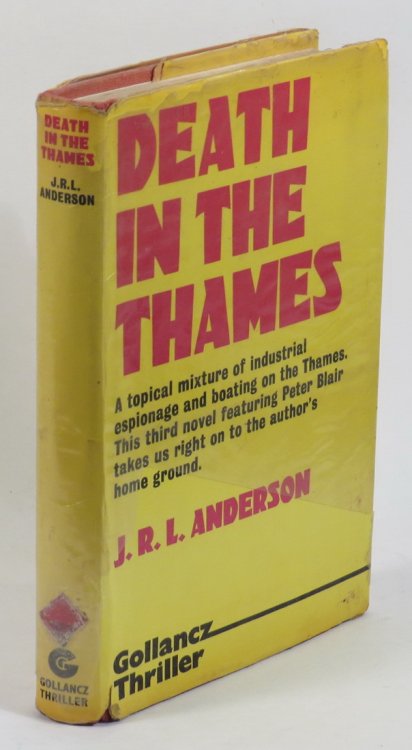 DEATH
IN THE
THAMES
J.R.L.
ANDERSON
GOLLANCZ
THRILLER
DEATH
IN THE
THAMES
A topical mixture of industrial
espionage and boating on the Thames.
This third novel featuring Peter Blair
takes us right on to the author's
home ground.
J. R. L. ANDERSON
Gollancz
Thriller